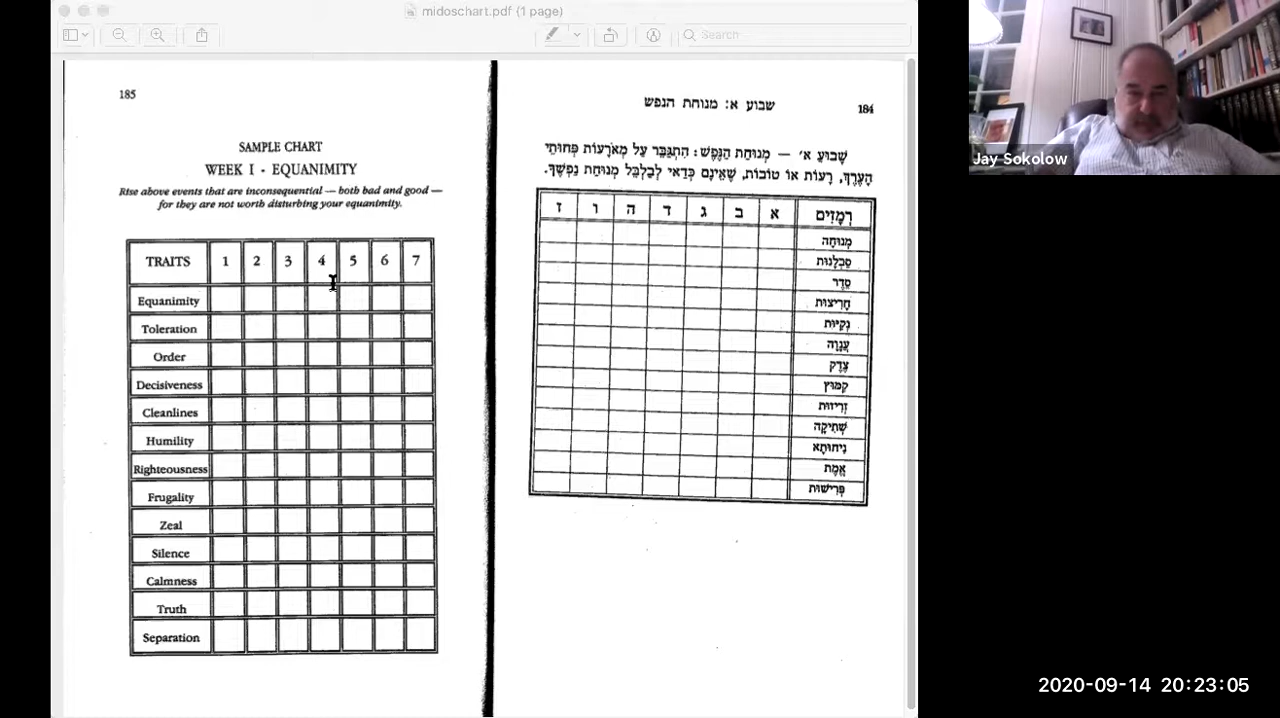 midoschart.pdf (1 page)
Search
185
SAMPLE CHART
WEEK I - EQUANIMITY
Rise above events that are inconsequential — both bad and good —
for they are not worth disturbing your equanimity.
TRAITS 1 2 3 4 5 6 7
Equanimity
Toleration
Order
Decisiveness
Cleanlines
Humility
Righteousness
Frugality
Zeal
Silence
Calmness
Truth
Separation
שבוע א: מנוחת הנפש
184
שָׁבוּעַ א׳ — מְנוּחַת הַנֶּפֶשׁ: הִתְגַּבֵּר עַל מְאֹרָעוֹת פְּחוּתֵי
הָעֵרֶךְ, רָעוֹת אוֹ טוֹבוֹת, שֶׁאֵינָם כְּדַאי לְבַלְבֵּל מְנוּחַת נַפְשֶׁךָ.
רְמָזִים א ב ג ד ה ו ז
מְנוּחָה
סַבְלָנוּת
סֵדֶר
חָרִיצוּת
נְקִיּוּת
עֲנָוָה
צֶדֶק
קִמּוּץ
זְרִיזוּת
שְׁתִיקָה
נִיחוּתָא
אֱמֶת
פְּרִישׁוּת
Jay Sokolow
2020-09-14 20:23:05